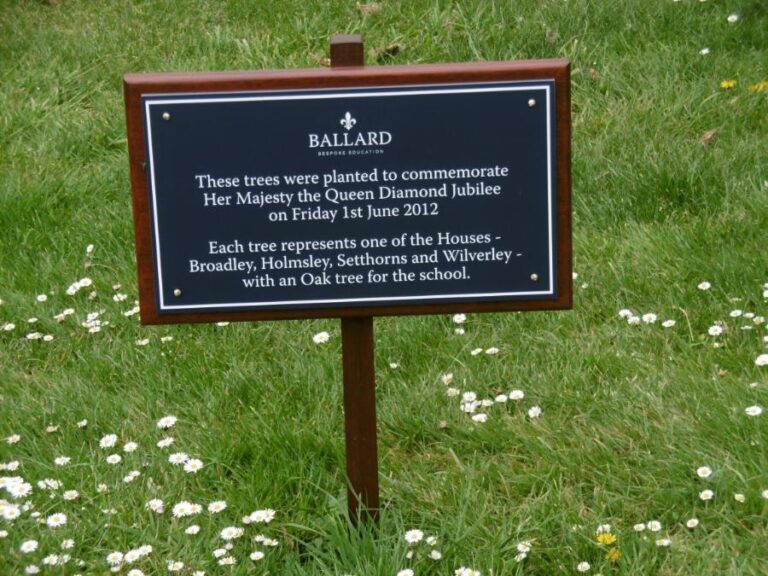 BALLARD
BESPOKE EDUCATION
These trees were planted to commemorate
Her Majesty the Queen Diamond Jubilee
on Friday 1st June 2012
Each tree represents one of the Houses -
Broadley, Holmsley, Setthorns and Wilverley -
with an Oak tree for the school.